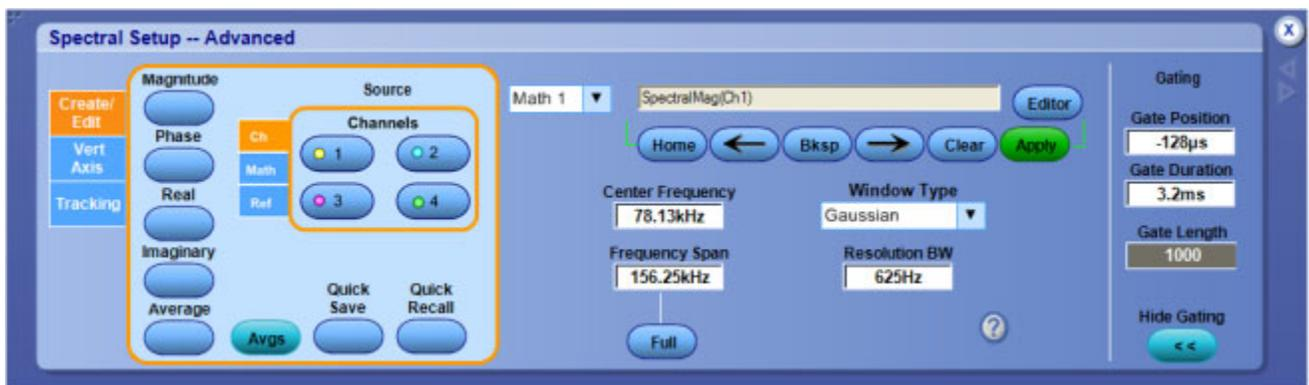 Spectral Setup -- Advanced
X
Create/
Edit
Vert
Axis
Tracking
Magnitude
Phase
Real
Imaginary
Average
Source
Ch
Math
Ref
Channels
1
2
3
4
Avgs
Quick
Save
Quick
Recall
Math 1
SpectralMag(Ch1)
Editor
Home
Bksp
Clear
Apply
Center Frequency
78.13kHz
Frequency Span
156.25kHz
Full
Window Type
Gaussian
Resolution BW
625Hz
?
Gating
Gate Position
-128µs
Gate Duration
3.2ms
Gate Length
1000
Hide Gating
<<